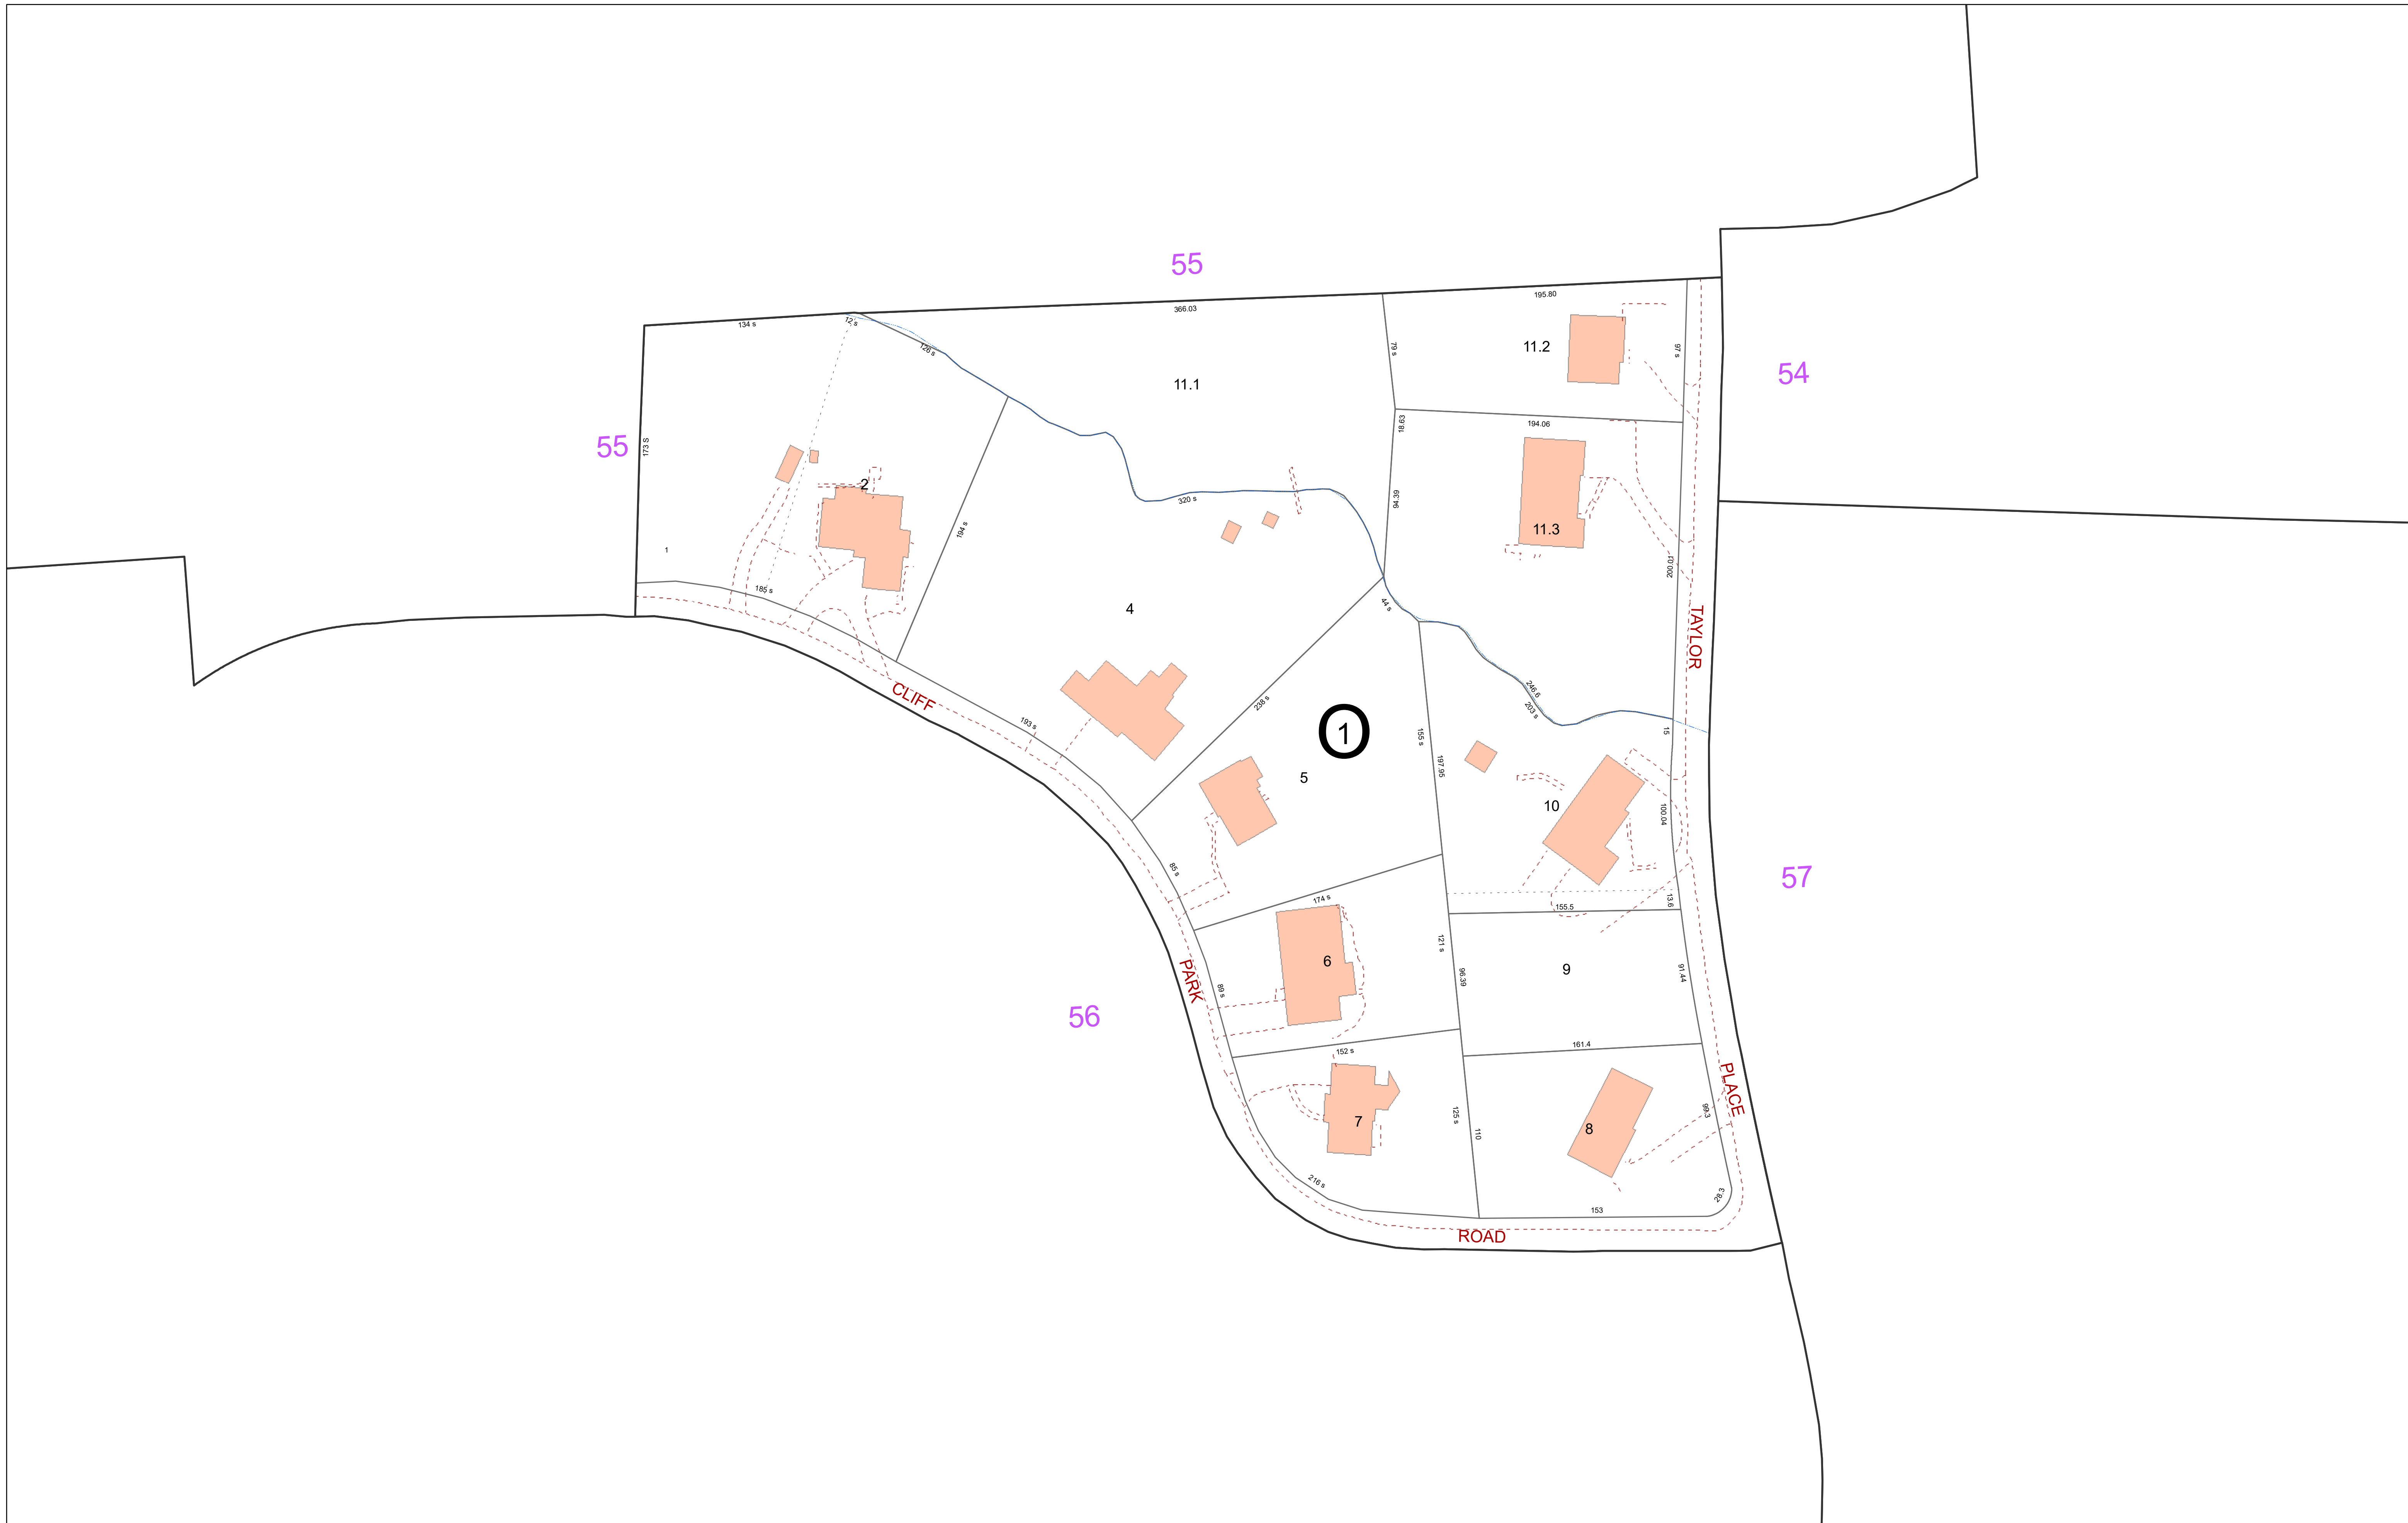 55
366.03
195.80
134 s
12 s
126 s
79 s
97 s
11.2
54
11.1
18.63
194.06
55
173 S
2
320 s
94.39
194 s
11.3
1
200.01
185 s
4
44 s
TAYLOR
CLIFF
238 s
246.6
203 s
193 s
1
155 s
15
197.95
5
10
100.04
85 s
57
174 s
155.5
13.6
121 s
6
9
96.39
91.44
PARK
89 s
56
161.4
152 s
PLACE
7
125 s
8
99.3
110
216 s
28.3
153
ROAD